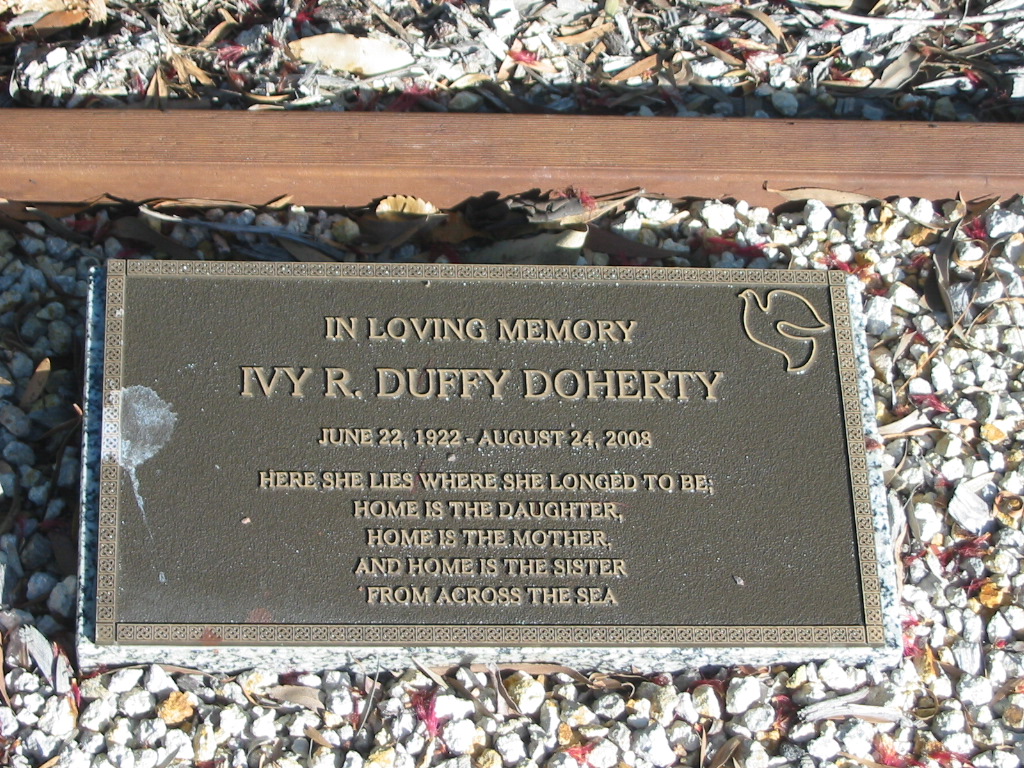 IN LOVING MEMORY
IVY R. DUFFY DOHERTY
JUNE 22, 1922 - AUGUST 24, 2008
HERE SHE LIES WHERE SHE LONGED TO BE;
HOME IS THE DAUGHTER,
HOME IS THE MOTHER,
AND HOME IS THE SISTER
FROM ACROSS THE SEA